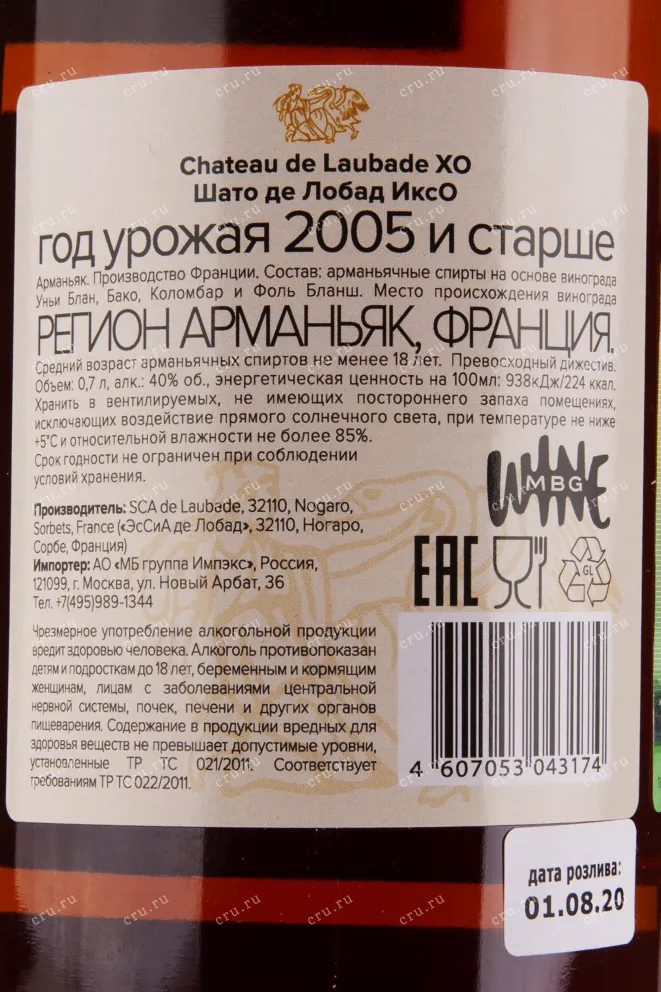 Chateau de Laubade XO
Шато де Лобад ИксО
год урожая 2005 и старше
Арманьяк. Производство Франции. Состав: арманьячные спирты на основе винограда
Уньи Блан, Бако, Коломбар и Фоль Бланш. Место происхождения винограда
РЕГИОН АРМАНЬЯК, ФРАНЦИЯ.
Средний возраст арманьячных спиртов не менее 18 лет. Превосходный дижестив.
Объем: 0,7 л, алк.: 40% об., энергетическая ценность на 100мл: 938кДж/224 ккал.
Хранить в вентилируемых, не имеющих постороннего запаха помещениях,
исключающих воздействие прямого солнечного света, при температуре не ниже
+5°С и относительной влажности не более 85%.
Срок годности не ограничен при соблюдении
условий хранения.
WINE
MBG
Производитель: SCA de Laubade, 32110, Nogaro,
Sorbets, France («ЭсСиА де Лобад», 32110, Ногаро,
Сорбе, Франция)
Импортер: АО «МБ группа Импэкс», Россия,
121099, г. Москва, ул. Новый Арбат, 36
Тел. +7(495)989-1344
EAC
GL
Чрезмерное употребление алкогольной продукции
вредит здоровью человека. Алкоголь противопоказан
детям и подросткам до 18 лет, беременным и кормящим
женщинам, лицам с заболеваниями центральной
нервной системы, почек, печени и других органов
пищеварения. Содержание в продукции вредных для
здоровья веществ не превышает допустимые уровни,
установленные ТР ТС 021/2011. Соответствует
требованиям ТР ТС 022/2011.
4 607053 043174
дата розлива:
01.08.20
cru.ru